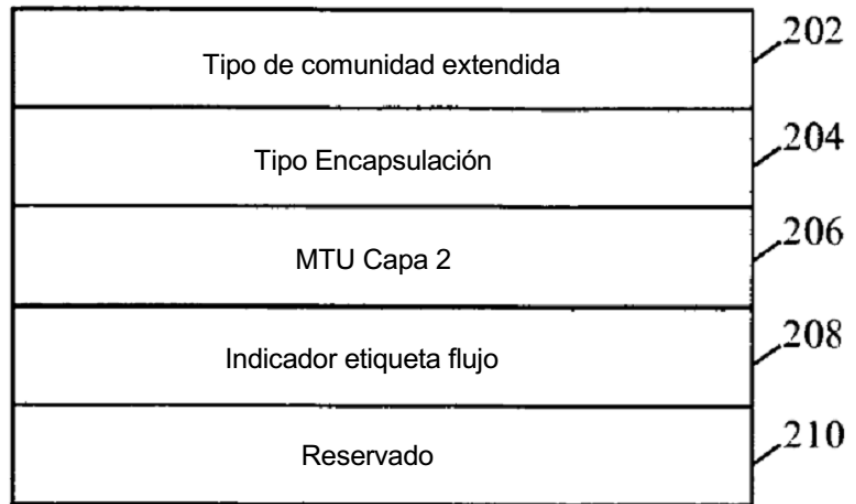 Tipo de comunidad extendida 202
Tipo Encapsulación 204
MTU Capa 2 206
Indicador etiqueta flujo 208
Reservado 210